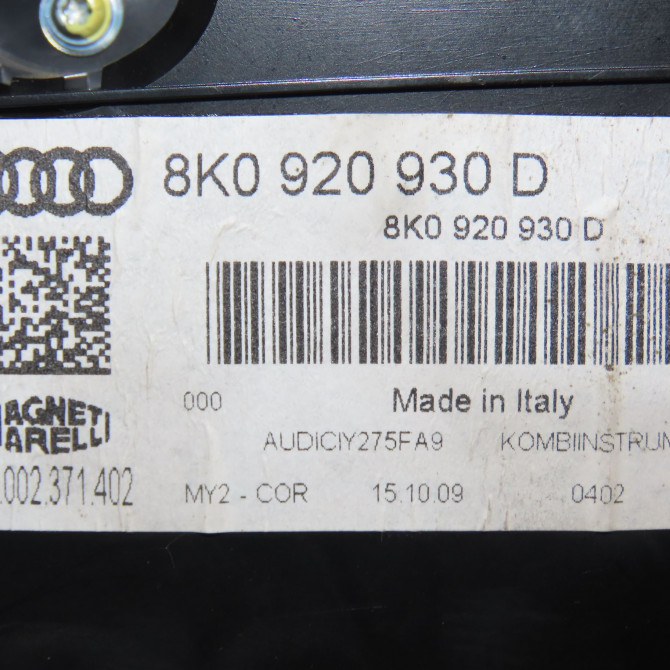 8K0 920 930 D
8K0 920 930 D
000 Made in Italy
MAGNETI MARELLI
AUDICIY275FA9 KOMBIINSTRUM
.002.371.402
MY2 - COR 15.10.09 0402